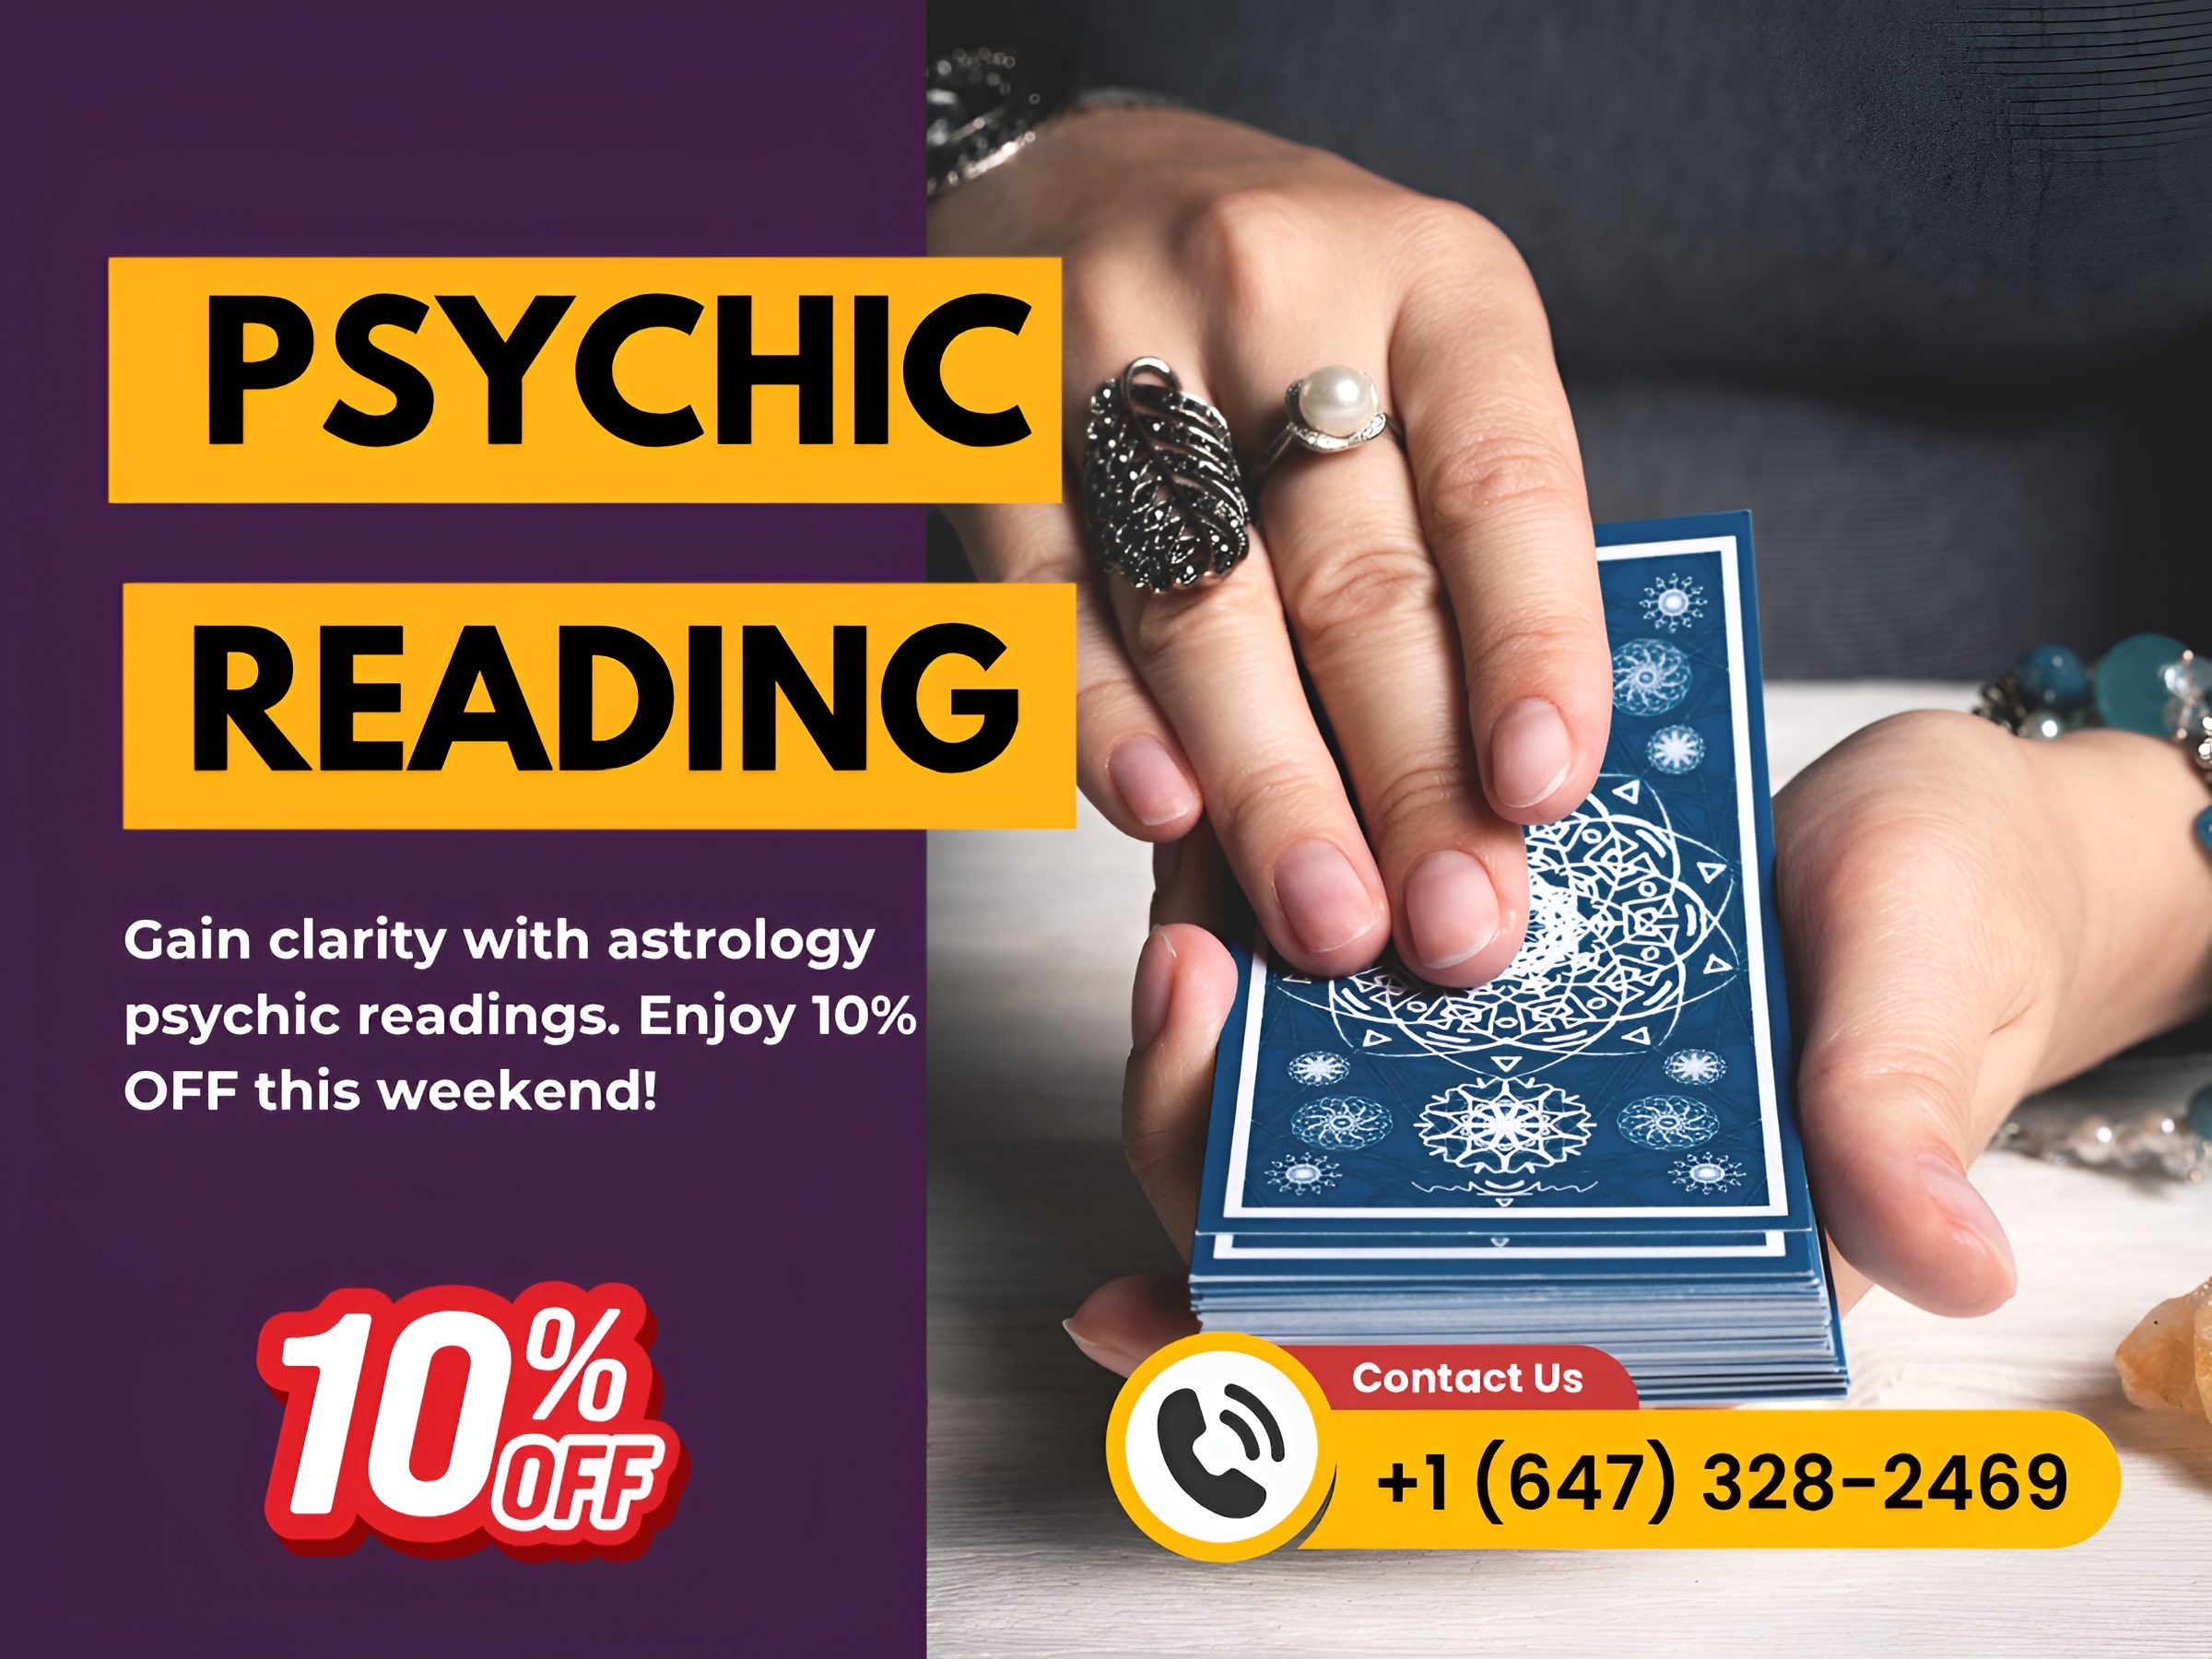 PSYCHIC
READING
Gain clarity with astrology
psychic readings. Enjoy 10%
OFF this weekend!
10%
OFF
Contact Us
+1 (647) 328-2469